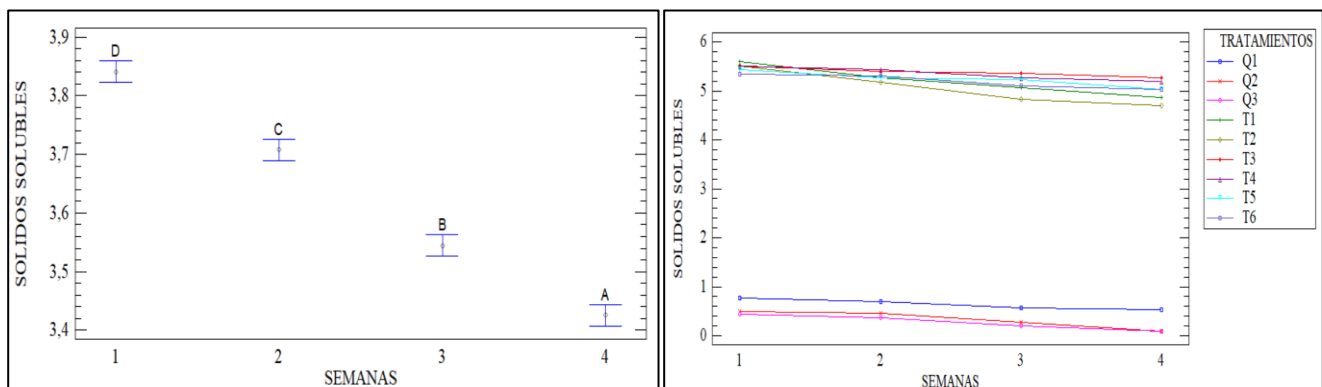 SOLIDOS SOLUBLES
3,9
3,8
3,7
3,6
3,5
3,4
D
C
B
A
1 2 3 4
SEMANAS
SOLIDOS SOLUBLES
6
5
4
3
2
1
0
1 2 3 4
SEMANAS
TRATAMIENTOS
Q1
Q2
Q3
T1
T2
T3
T4
T5
T6